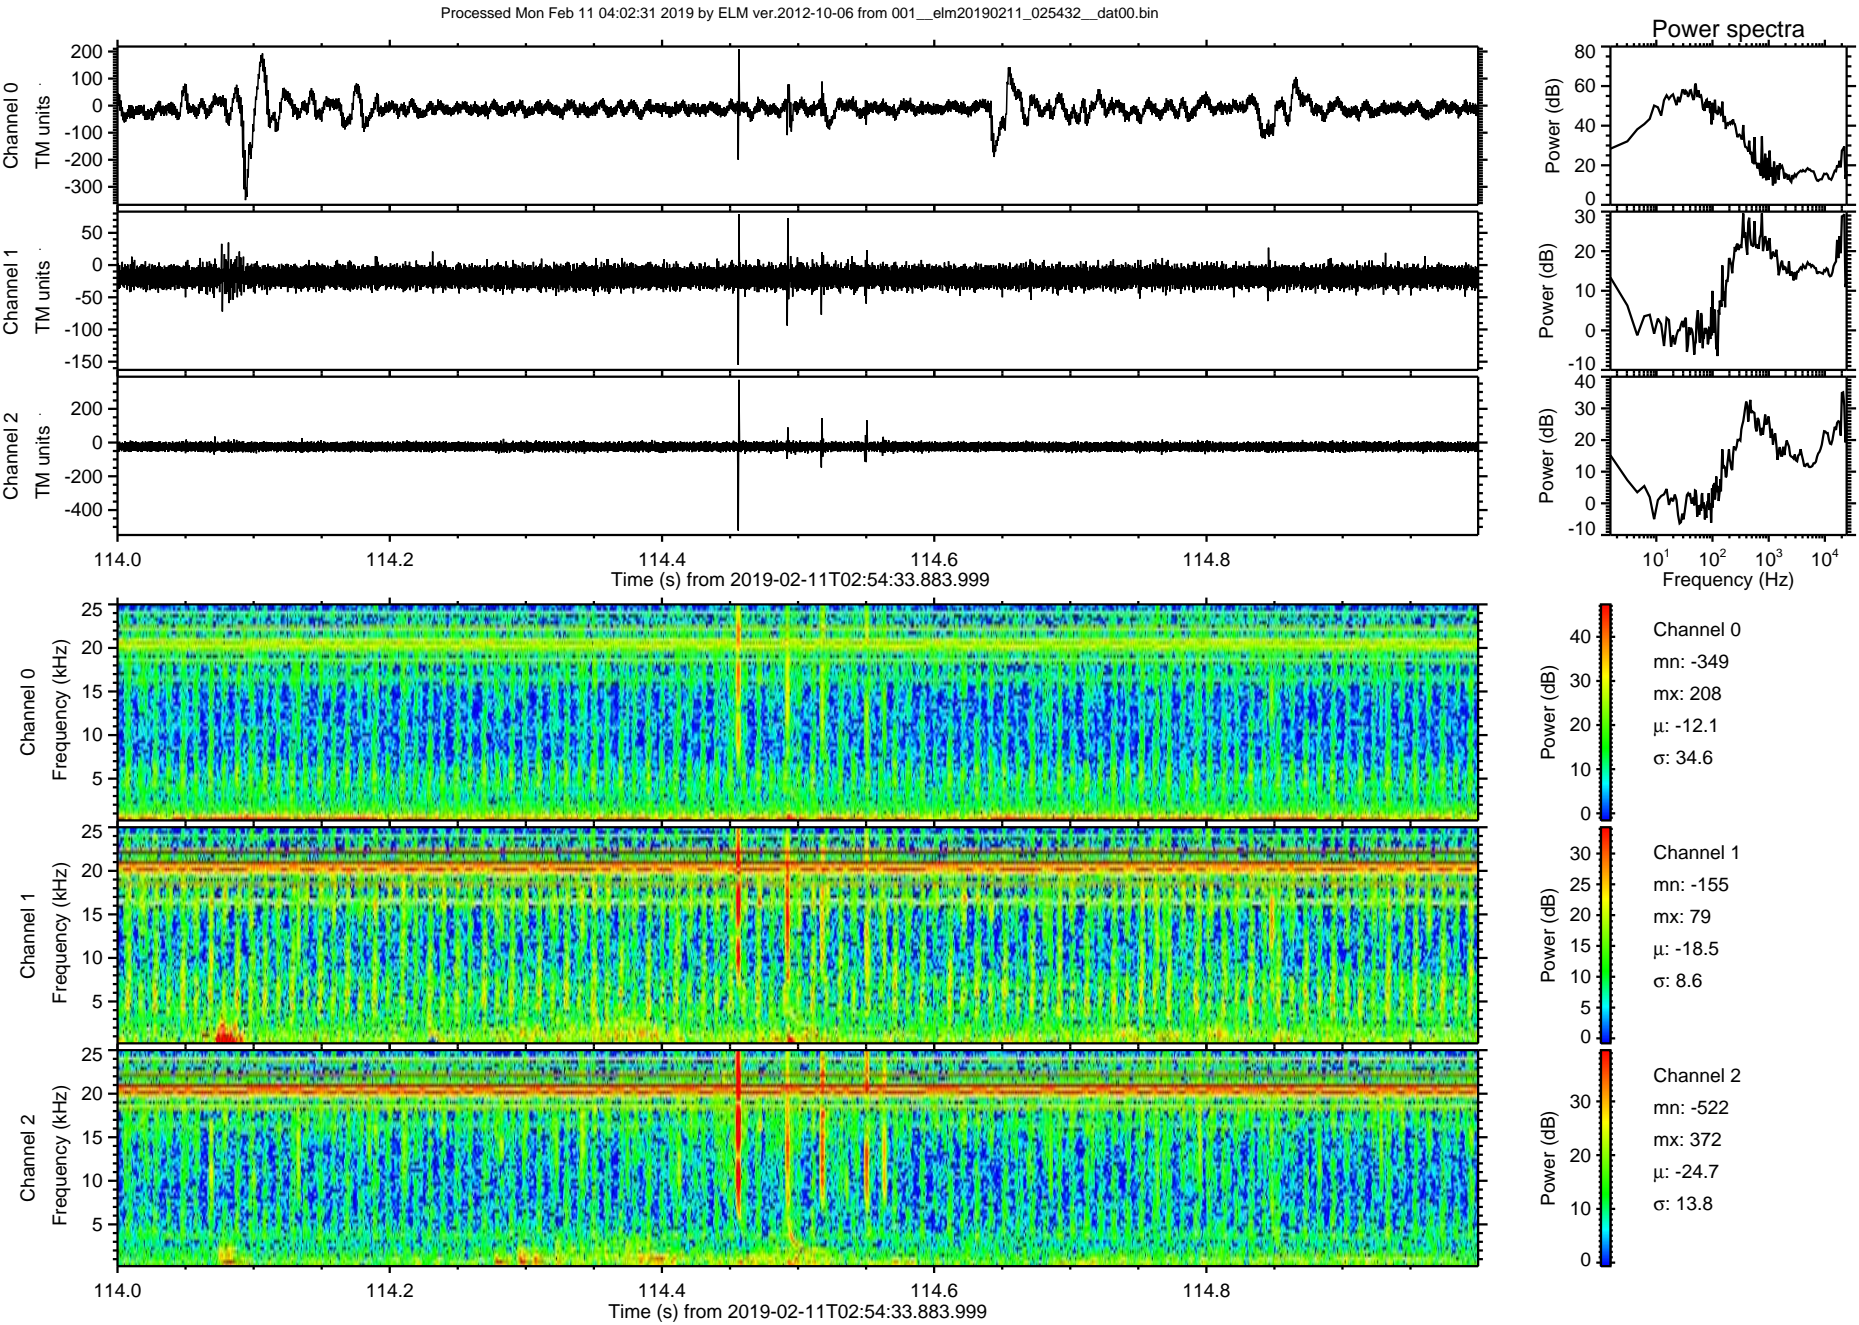 Processed Mon Feb 11 04:02:31 2019 by ELM ver.2012-10-06 from 001__elm20190211_025432__dat00.bin
Power spectra
Channel 0
TM units
200
100
0
-100
-200
-300
Power (dB)
80
60
40
20
0
Channel 1
TM units
50
0
-50
-100
-150
Power (dB)
30
20
10
0
-10
Channel 2
TM units
200
0
-200
-400
Power (dB)
40
30
20
10
0
-10
114.0 114.2 114.4 114.6 114.8
Time (s) from 2019-02-11T02:54:33.883.999
10^1 10^2 10^3 10^4
Frequency (Hz)
Channel 0
Frequency (kHz)
25
20
15
10
5
Power (dB)
40
30
20
10
0
Channel 0
mn: -349
mx: 208
μ: -12.1
σ: 34.6
Channel 1
Frequency (kHz)
25
20
15
10
5
Power (dB)
30
25
20
15
10
5
0
Channel 1
mn: -155
mx: 79
μ: -18.5
σ: 8.6
Channel 2
Frequency (kHz)
25
20
15
10
5
Power (dB)
30
20
10
0
Channel 2
mn: -522
mx: 372
μ: -24.7
σ: 13.8
114.0 114.2 114.4 114.6 114.8
Time (s) from 2019-02-11T02:54:33.883.999